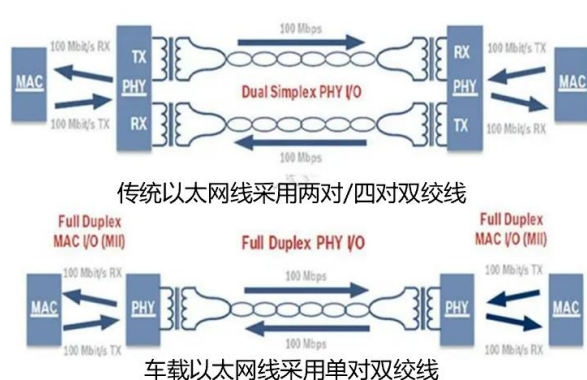 100 Mbps
100 Mbit/s RX
TX
RX
100 Mbit/s TX
MAC
PHY
Dual Simplex PHY I/O
PHY
MAC
100 Mbit/s TX
RX
TX
100 Mbit/s RX
100 Mbps
传统以太网线采用两对/四对双绞线
Full Duplex
MAC I/O (MII)
Full Duplex PHY I/O
Full Duplex
MAC I/O (MII)
100 Mbit/s RX
100 Mbps
100 Mbit/s TX
MAC
PHY
PHY
MAC
100 Mbit/s TX
100 Mbps
100 Mbit/s RX
车载以太网线采用单对双绞线